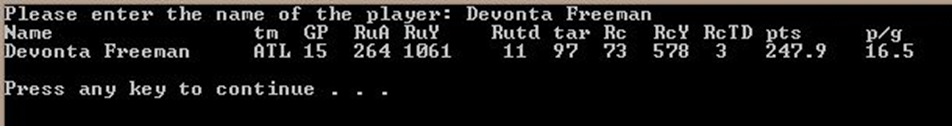 Please enter the name of the player: Devonta Freeman
Name tm GP RuA RuY Rutd tar Rc RcY RcTD pts p/g
Devonta Freeman ATL 15 264 1061 11 97 73 578 3 247.9 16.5
Press any key to continue . . .